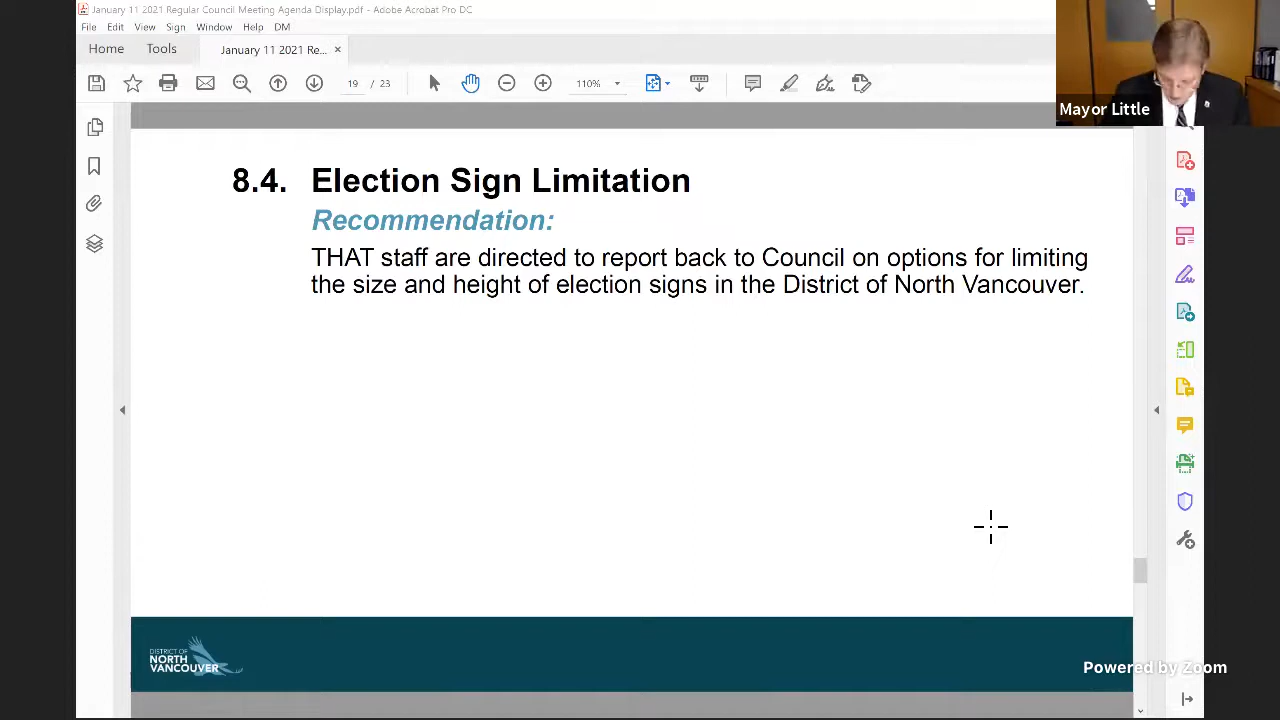 January 11 2021 Regular Council Meeting Agenda Display.pdf - Adobe Acrobat Pro DC
File Edit View Sign Window Help DM
Home Tools January 11 2021 Re... ×
19 / 23 110%
Mayor Little
8.4. Election Sign Limitation
Recommendation:
THAT staff are directed to report back to Council on options for limiting
the size and height of election signs in the District of North Vancouver.
DISTRICT OF
NORTH
VANCOUVER
Powered by Zoom